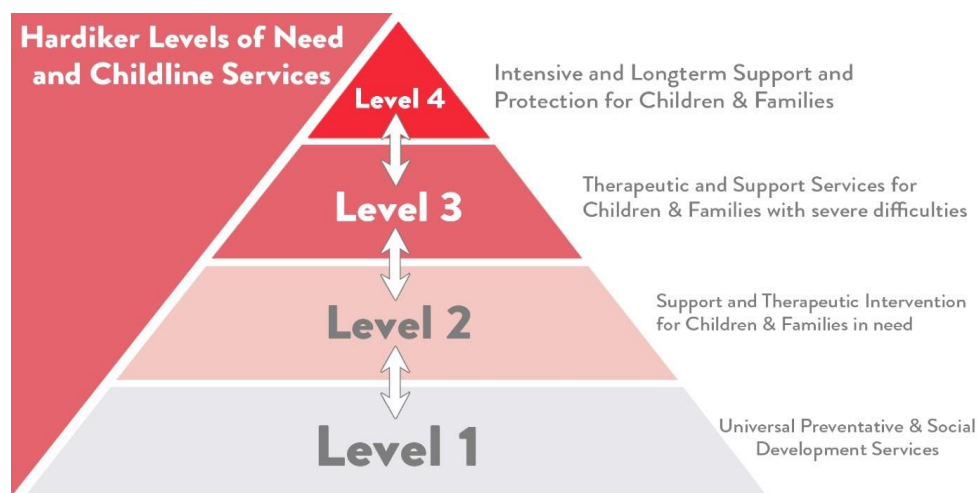 Hardiker Levels of Need
and Childline Services
Level 4
Intensive and Longterm Support and
Protection for Children & Families
Level 3
Therapeutic and Support Services for
Children & Families with severe difficulties
Level 2
Support and Therapeutic Intervention
for Children & Families in need
Level 1
Universal Preventative & Social
Development Services